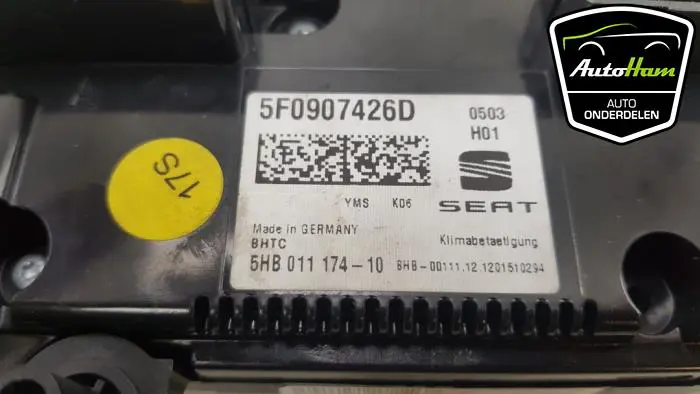 AutoHam
AUTO
ONDERDELEN
5F0907426D
0503
H01
17S
YMS K06
SEAT
Made in GERMANY
BHTC
Klimabetaetigung
5HB 011 174-10
6HB-00111.12.1201510294